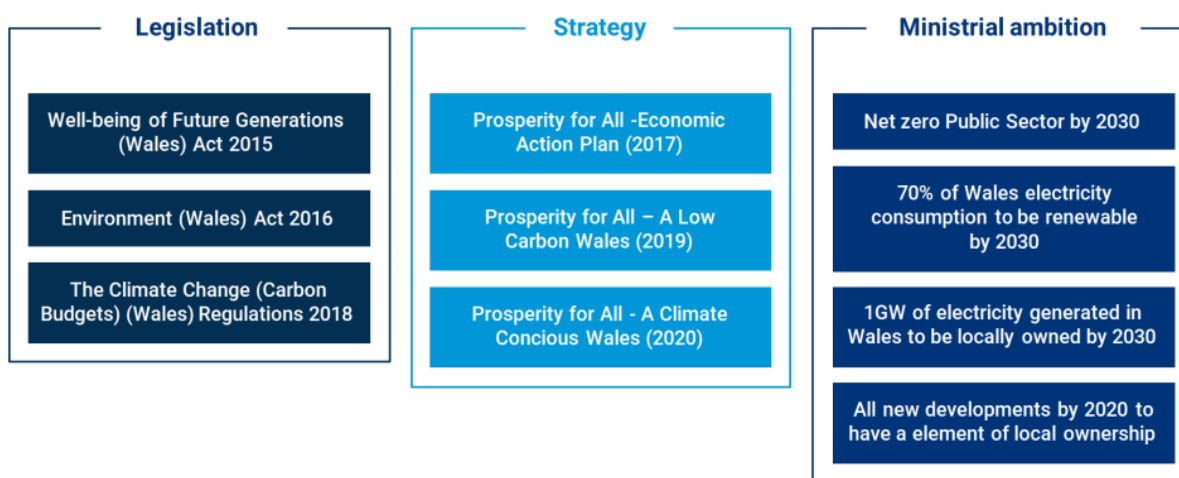 Legislation
Well-being of Future Generations
(Wales) Act 2015
Environment (Wales) Act 2016
The Climate Change (Carbon
Budgets) (Wales) Regulations 2018
Strategy
Prosperity for All -Economic
Action Plan (2017)
Prosperity for All – A Low
Carbon Wales (2019)
Prosperity for All - A Climate
Concious Wales (2020)
Ministrial ambition
Net zero Public Sector by 2030
70% of Wales electricity
consumption to be renewable
by 2030
1GW of electricity generated in
Wales to be locally owned by 2030
All new developments by 2020 to
have a element of local ownership